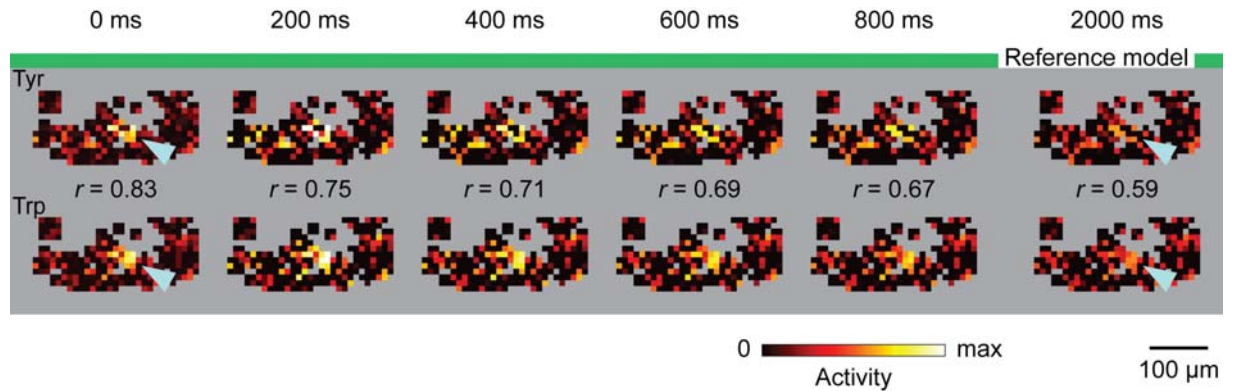 0 ms 200 ms 400 ms 600 ms 800 ms 2000 ms
Reference model
Tyr
r = 0.83 r = 0.75 r = 0.71 r = 0.69 r = 0.67 r = 0.59
Trp
0 max
Activity
100 μm